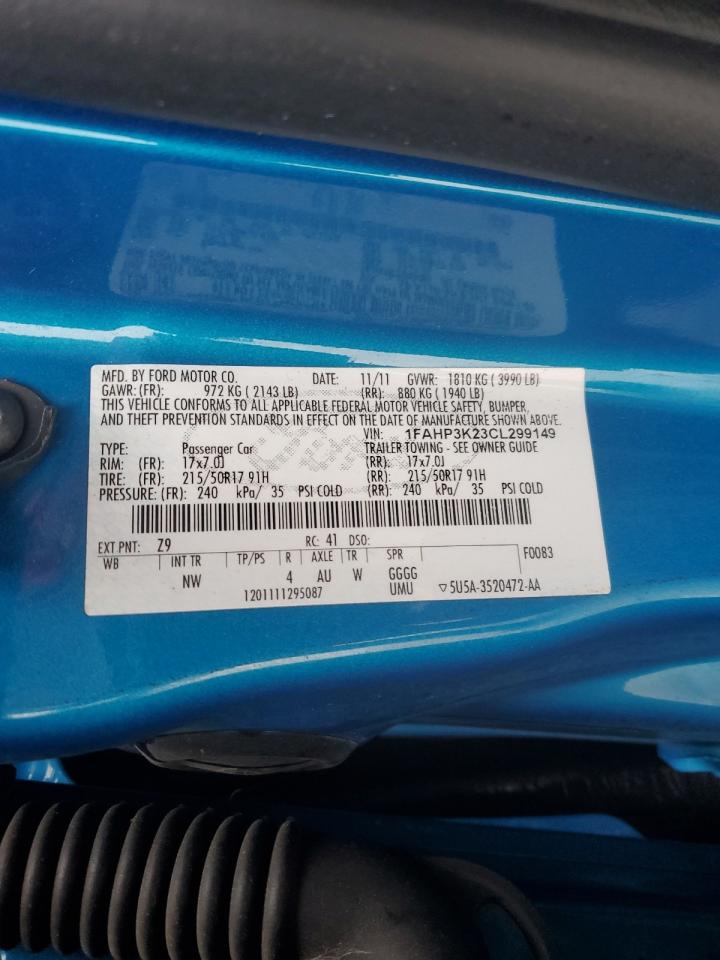 MFD. BY FORD MOTOR CO. DATE: 11/11 GVWR: 1810 KG ( 3990 LB)
GAWR: (FR): 972 KG ( 2143 LB) (RR): 880 KG ( 1940 LB)
THIS VEHICLE CONFORMS TO ALL APPLICABLE FEDERAL MOTOR VEHICLE SAFETY, BUMPER,
AND THEFT PREVENTION STANDARDS IN EFFECT ON THE DATE OF MANUFACTURE SHOWN ABOVE.
VIN: 1FAHP3K23CL299149
TYPE: Passenger Car TRAILER TOWING - SEE OWNER GUIDE
RIM: (FR): 17x7.0J (RR): 17x7.0J
TIRE: (FR): 215/50R17 91H (RR): 215/50R17 91H
PRESSURE: (FR): 240 kPa/ 35 PSI COLD (RR): 240 kPa/ 35 PSI COLD
EXT PNT: Z9 RC: 41 DSO:
WB INT TR TP/PS R AXLE TR SPR F0083
NW 4 AU W GGGG
1201111295087 UMU ▽5U5A-3520472-AA